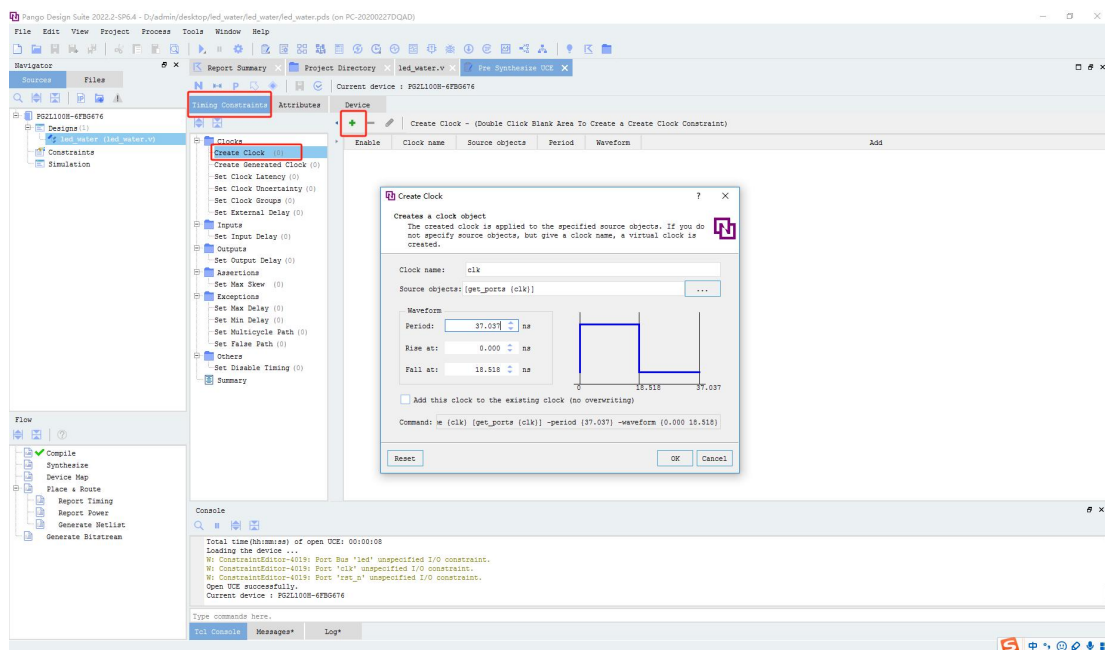 Pango Design Suite 2022.2-SP6.4 - D:/admin/desktop/led_water/led_water/led_water.pds (on PC-20200227DQAD)
File Edit View Project Process Tools Window Help
Navigator
Sources Files
PG2L100H-6FBG676
Designs(1)
led_water (led_water.v)
Constraints
Simulation
Report Summary Project Directory led_water.v Pre Synthesize UCE
Current device : PG2L100H-6FBG676
Timing Constraints Attributes Device
Create Clock - (Double Click Blank Area To Create a Create Clock Constraint)
Enable Clock name Source objects Period Waveform Add
Clocks
Create Clock (0)
Create Generated Clock (0)
Set Clock Latency (0)
Set Clock Uncertainty (0)
Set Clock Groups (0)
Set External Delay (0)
Inputs
Set Input Delay (0)
Outputs
Set Output Delay (0)
Assertions
Set Max Skew (0)
Exceptions
Set Max Delay (0)
Set Min Delay (0)
Set Multicycle Path (0)
Set False Path (0)
Others
Set Disable Timing (0)
Summary
Create Clock
Creates a clock object
The created clock is applied to the specified source objects. If you do
not specify source objects, but give a clock name, a virtual clock is
created.
Clock name: clk
Source objects: [get_ports {clk}] ...
Waveform
Period: 37.037 ns
Rise at: 0.000 ns
Fall at: 18.518 ns
0 18.518 37.037
Add this clock to the existing clock (no overwriting)
Command: me {clk} [get_ports {clk}] -period {37.037} -waveform {0.000 18.518}
Reset OK Cancel
Flow
Compile
Synthesize
Device Map
Place & Route
Report Timing
Report Power
Generate Netlist
Generate Bitstream
Console
Total time(hh:mm:ss) of open UCE: 00:00:08
Loading the device ...
W: ConstraintEditor-4019: Port Bus 'led' unspecified I/O constraint.
W: ConstraintEditor-4019: Port 'clk' unspecified I/O constraint.
W: ConstraintEditor-4019: Port 'rst_n' unspecified I/O constraint.
Open UCE successfully.
Current device : PG2L100H-6FBG676
Type commands here.
Tcl Console Messages* Log*
中